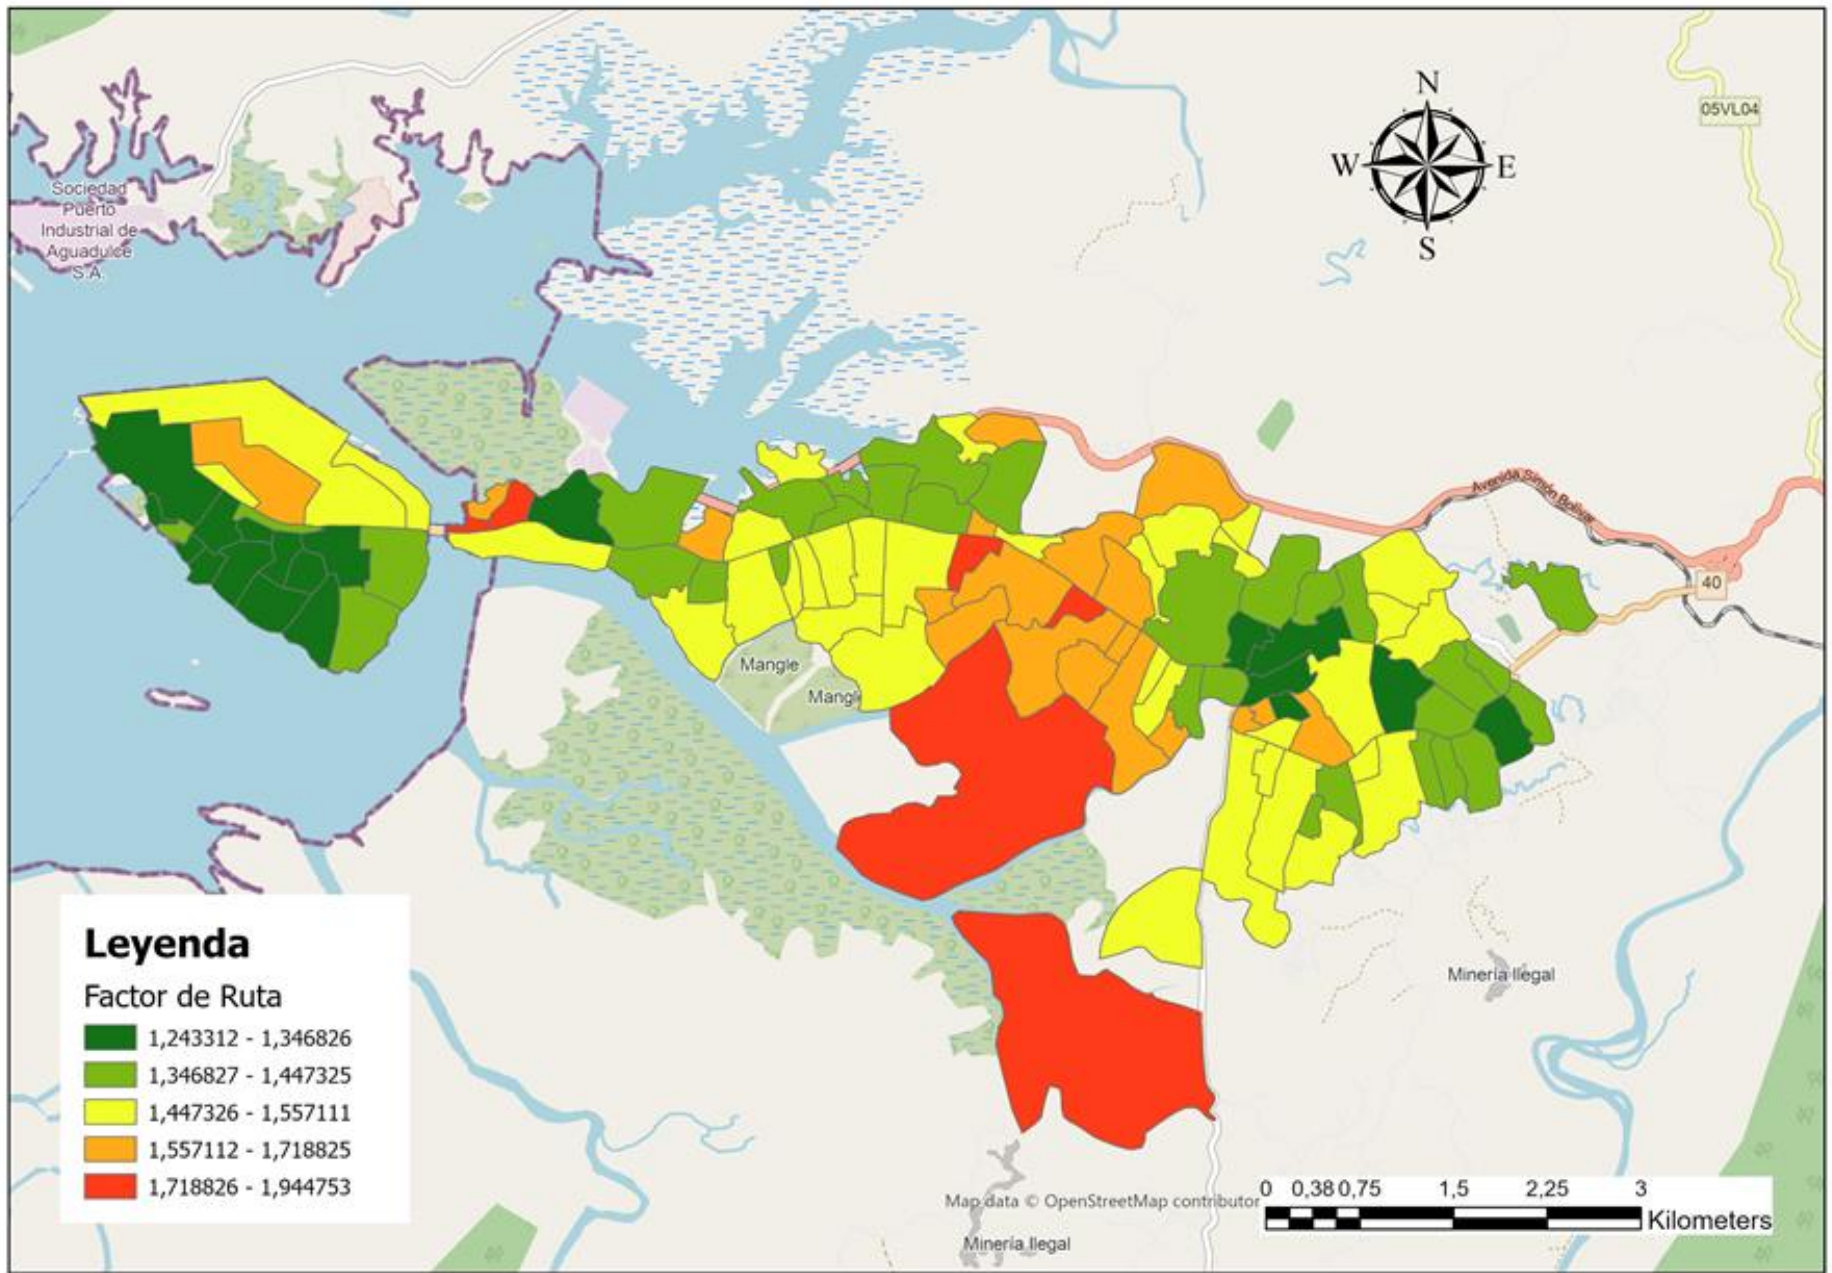 N
05VL04
W
E
Sociedad
Puerto
Industrial de
Aguadulce
S.A.
S
Avenida Simón Bolívar
40
Mangle
Mangl
Leyenda
Factor de Ruta
1,243312 - 1,346826
1,346827 - 1,447325
1,447326 - 1,557111
1,557112 - 1,718825
1,718826 - 1,944753
Minería Ilegal
Map data © OpenStreetMap contributor
0 0,38 0,75 1,5 2,25 3
Kilometers
Minería Ilegal